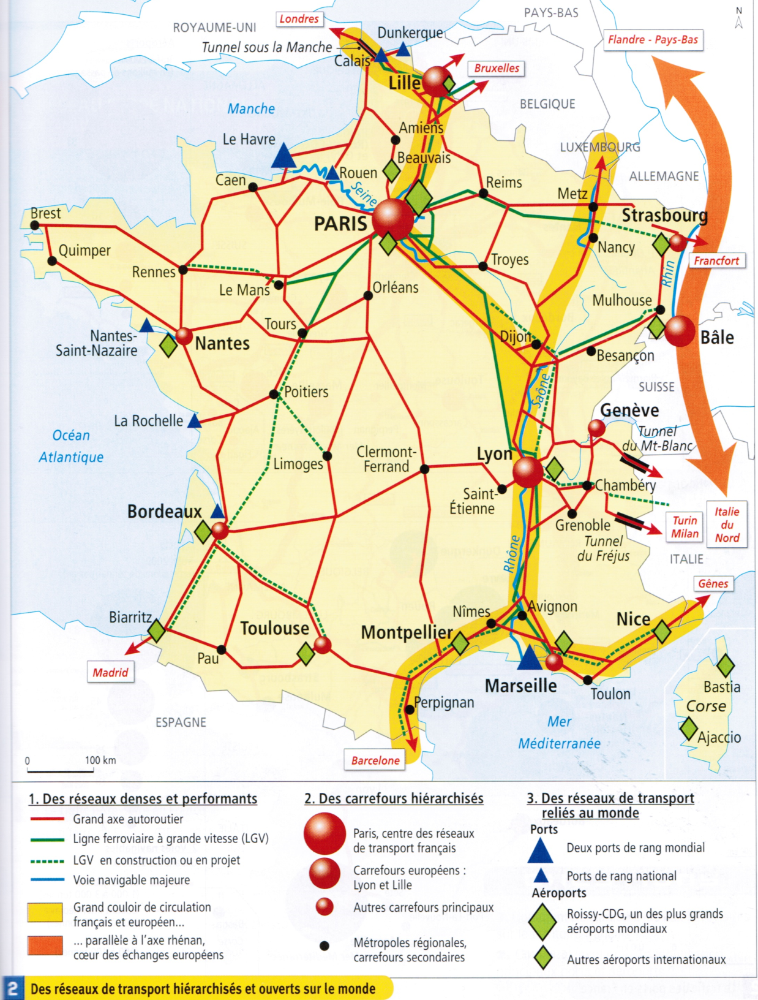 PAYS-BAS
N
Londres
ROYAUME-UNI
Dunkerque
Flandre - Pays-Bas
Tunnel sous la Manche
Calais
Bruxelles
Lille
BELGIQUE
Manche
Amiens
Le Havre
LUXEMBOURG
Beauvais
Rouen
ALLEMAGNE
Caen
Seine
Reims
Metz
Brest
PARIS
Strasbourg
Quimper
Nancy
Troyes
Francfort
Rennes
Rhin
Le Mans
Orléans
Mulhouse
Tours
Nantes-
Saint-Nazaire
Nantes
Dijon
Bâle
Besançon
Poitiers
Saône
SUISSE
Genève
La Rochelle
Tunnel
du Mt-Blanc
Océan
Atlantique
Lyon
Clermont-
Ferrand
Limoges
Chambéry
Saint-
Étienne
Bordeaux
Grenoble
Turin
Milan
Italie
du
Nord
Tunnel
du Fréjus
Rhône
ITALIE
Gênes
Avignon
Nîmes
Biarritz
Nice
Toulouse
Montpellier
Pau
Madrid
Marseille
Toulon
Bastia
Perpignan
Corse
ESPAGNE
Mer
Méditerranée
Ajaccio
Barcelone
0 100 km
1. Des réseaux denses et performants
Grand axe autoroutier
Ligne ferroviaire à grande vitesse (LGV)
LGV en construction ou en projet
Voie navigable majeure
Grand couloir de circulation
français et européen...
... parallèle à l'axe rhénan,
cœur des échanges européens
2. Des carrefours hiérarchisés
Paris, centre des réseaux
de transport français
Carrefours européens :
Lyon et Lille
Autres carrefours principaux
Métropoles régionales,
carrefours secondaires
3. Des réseaux de transport
reliés au monde
Ports
Deux ports de rang mondial
Ports de rang national
Aéroports
Roissy-CDG, un des plus grands
aéroports mondiaux
Autres aéroports internationaux
2 Des réseaux de transport hiérarchisés et ouverts sur le monde